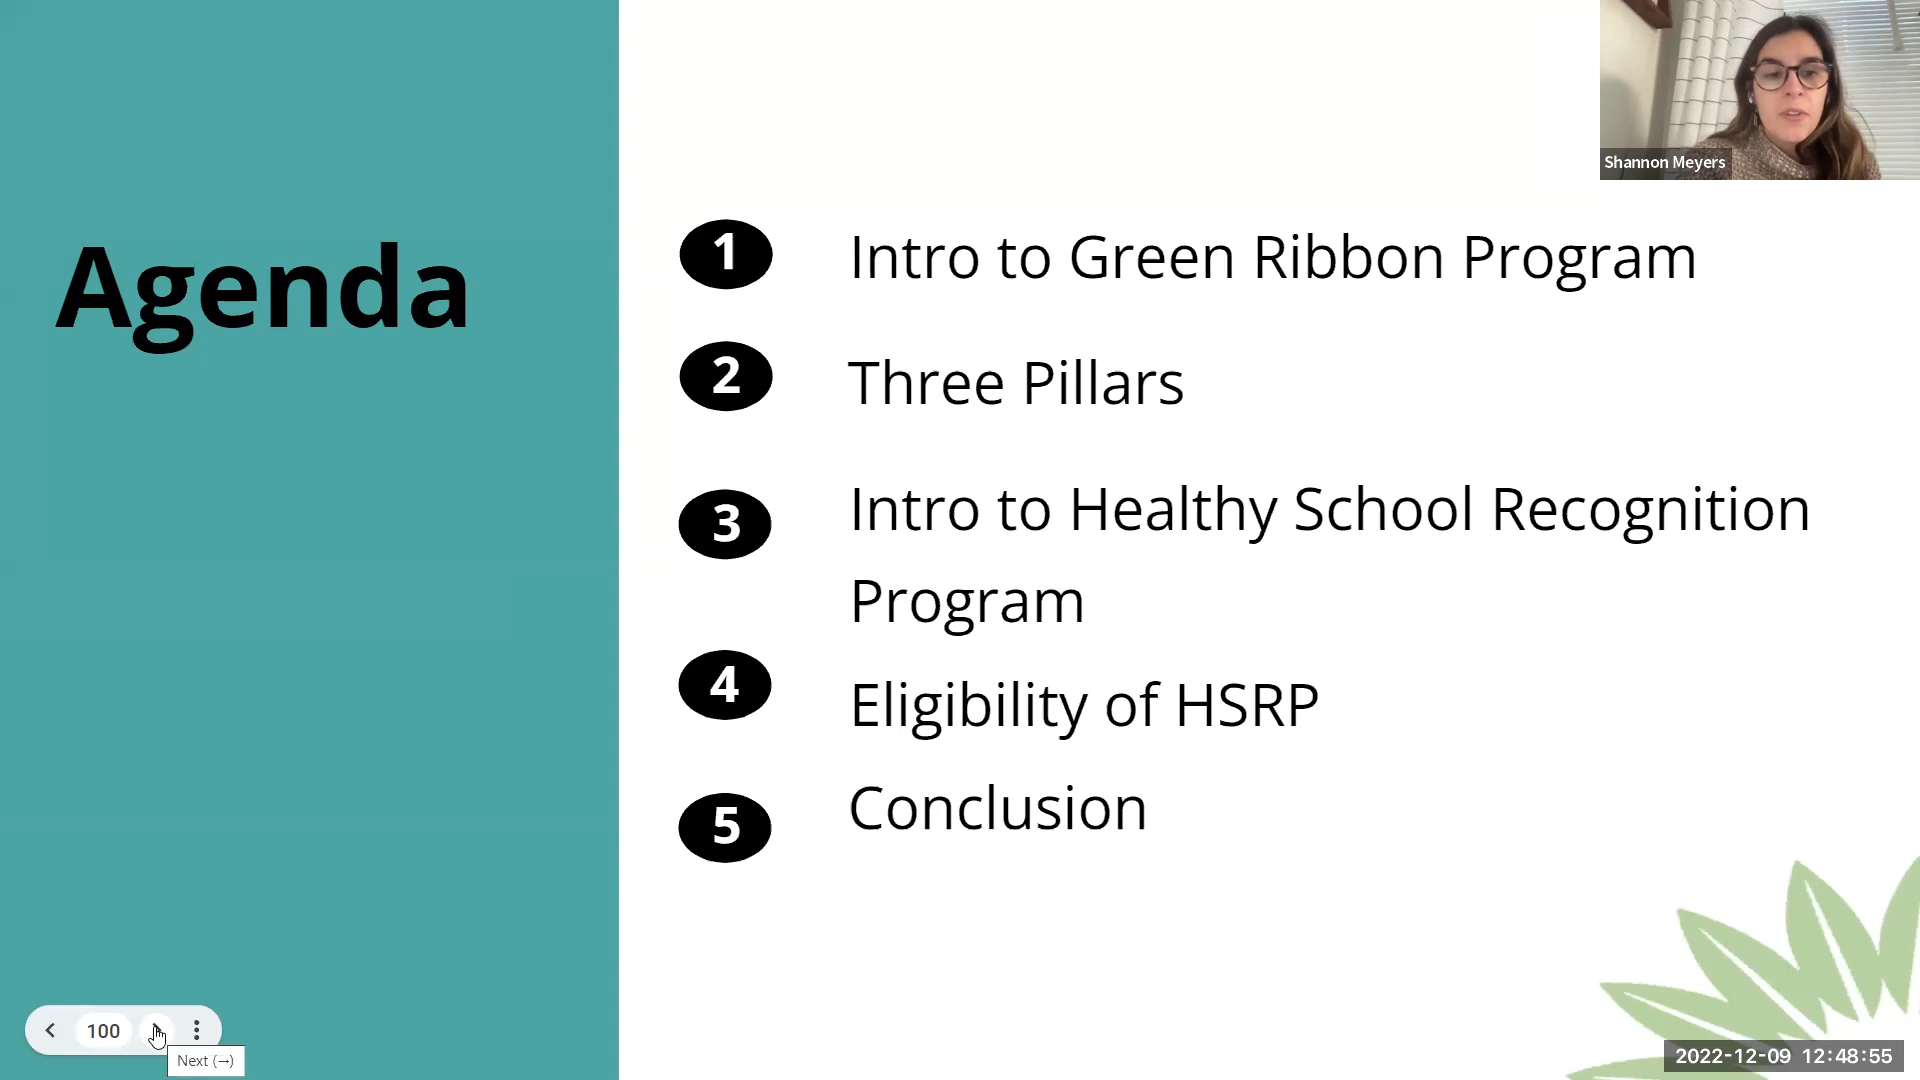 Shannon Meyers
Agenda
1 Intro to Green Ribbon Program
2 Three Pillars
3 Intro to Healthy School Recognition
Program
4 Eligibility of HSRP
5 Conclusion
100
Next (→)
2022-12-09 12:48:55